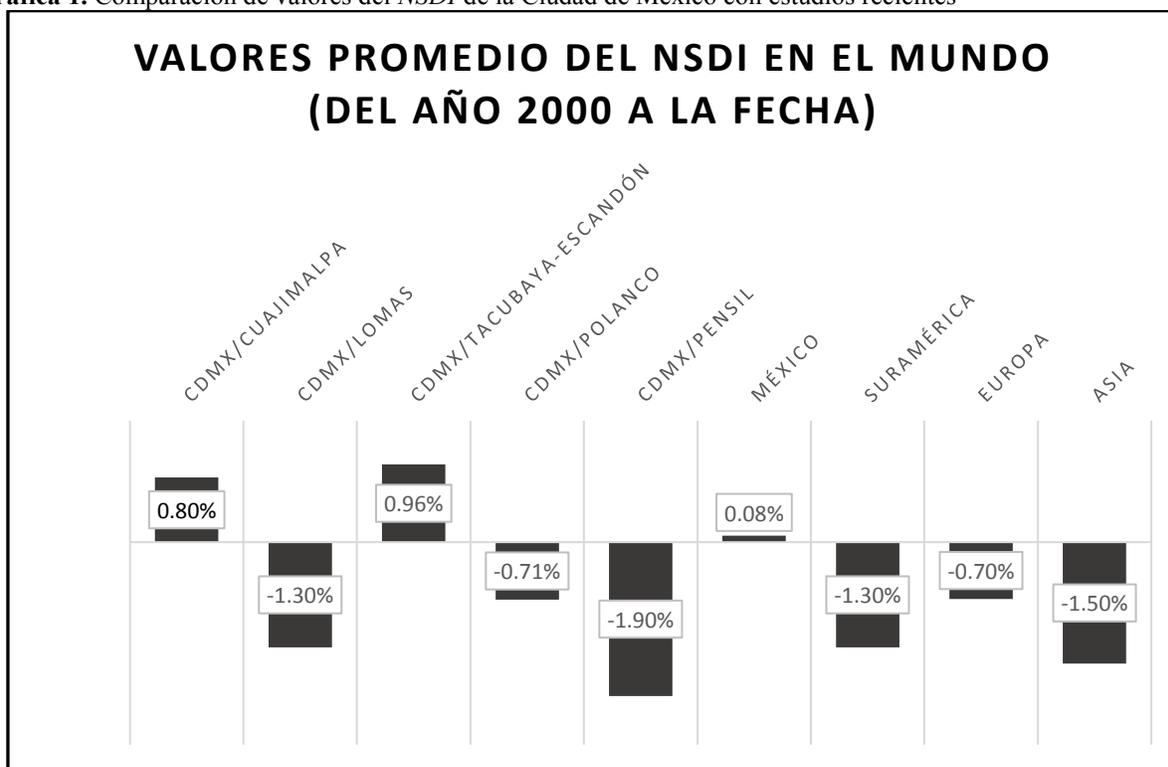 Comparación de valores del NSDI de la Ciudad de México con estudios recientes
VALORES PROMEDIO DEL NSDI EN EL MUNDO
(DEL AÑO 2000 A LA FECHA)
CDMX/CUAJIMALPA
CDMX/LOMAS
CDMX/TACUBAYA-ESCANDÓN
CDMX/POLANCO
CDMX/PENSIL
MÉXICO
SURAMÉRICA
EUROPA
ASIA
0.80%
-1.30%
0.96%
-0.71%
-1.90%
0.08%
-1.30%
-0.70%
-1.50%